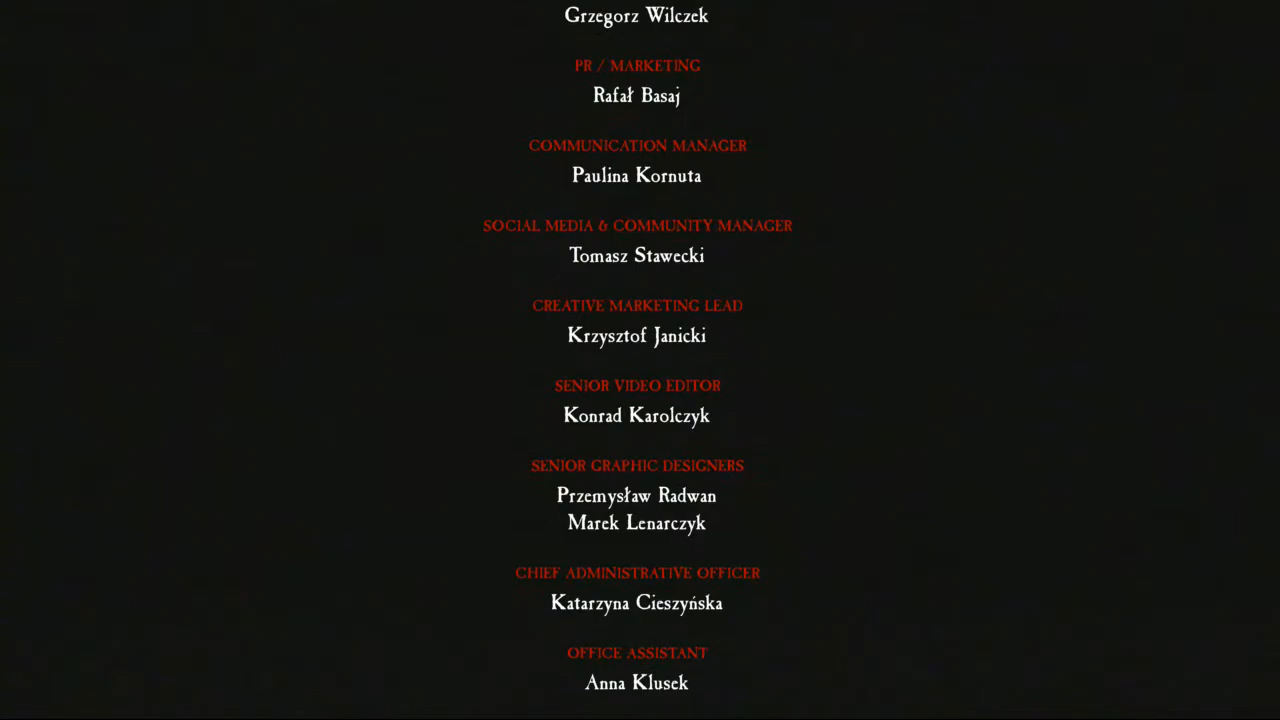 Grzegorz Wilczek
PR / MARKETING
Rafał Basaj
COMMUNICATION MANAGER
Paulina Kornuta
SOCIAL MEDIA & COMMUNITY MANAGER
Tomasz Stawecki
CREATIVE MARKETING LEAD
Krzysztof Janicki
SENIOR VIDEO EDITOR
Konrad Karolczyk
SENIOR GRAPHIC DESIGNERS
Przemysław Radwan
Marek Lenarczyk
CHIEF ADMINISTRATIVE OFFICER
Katarzyna Cieszyńska
OFFICE ASSISTANT
Anna Klusek